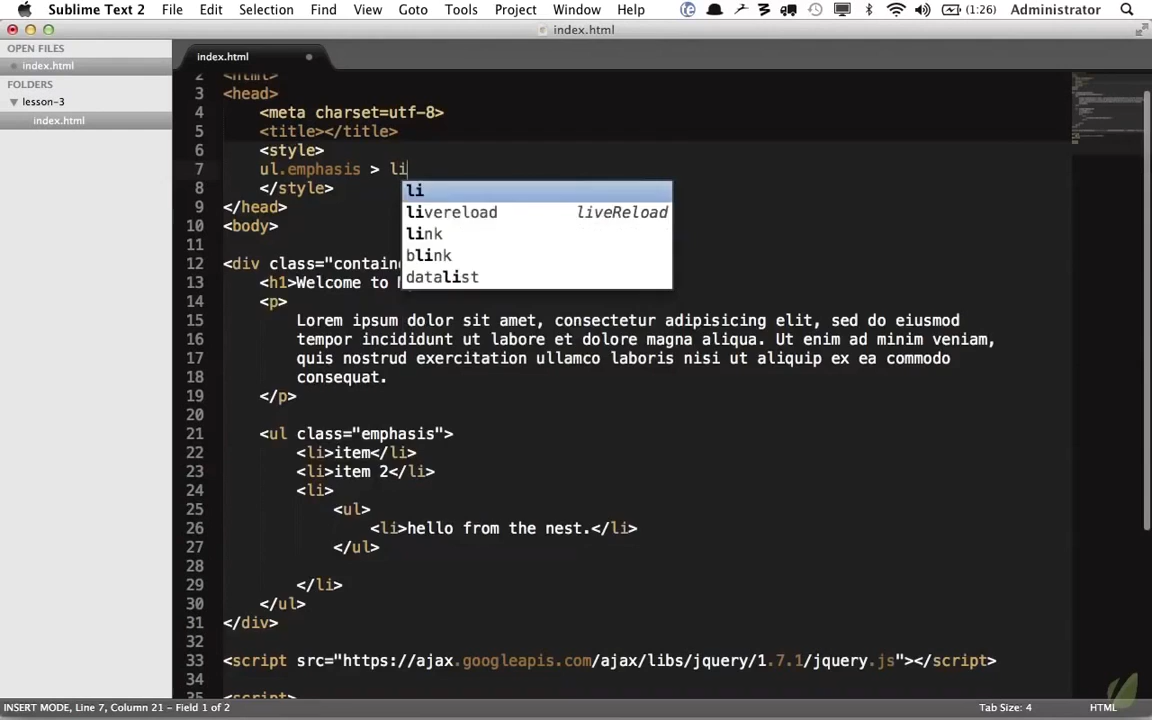 Sublime Text 2 File Edit Selection Find View Goto Tools Project Window Help (1:26) Administrator
index.html
OPEN FILES
index.html
FOLDERS
lesson-3
index.html
index.html
2 <html>
3 <head>
4 <meta charset=utf-8>
5 <title></title>
6 <style>
7 ul.emphasis > li
8 </style>
9 </head>
10 <body>
11
12 <div class="containe
13 <h1>Welcome to
14 <p>
15 Lorem ipsum dolor sit amet, consectetur adipisicing elit, sed do eiusmod
16 tempor incididunt ut labore et dolore magna aliqua. Ut enim ad minim veniam,
17 quis nostrud exercitation ullamco laboris nisi ut aliquip ex ea commodo
18 consequat.
19 </p>
20
21 <ul class="emphasis">
22 <li>item</li>
23 <li>item 2</li>
24 <li>
25 <ul>
26 <li>hello from the nest.</li>
27 </ul>
28
29 </li>
30 </ul>
31 </div>
32
33 <script src="https://ajax.googleapis.com/ajax/libs/jquery/1.7.1/jquery.js"></script>
34
35 <script>
li
livereload liveReload
link
blink
datalist
INSERT MODE, Line 7, Column 21 - Field 1 of 2 Tab Size: 4 HTML